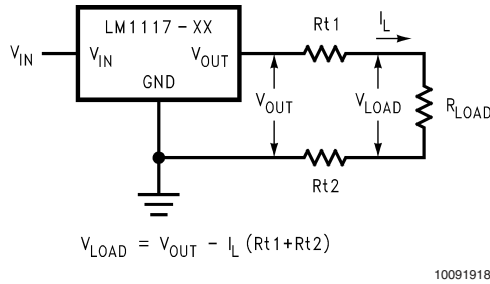 LM1117-XX
Rt1
I_L
V_IN
V_IN
V_OUT
GND
V_OUT
V_LOAD
R_LOAD
Rt2
V_LOAD = V_OUT - I_L (Rt1+Rt2)
10091918